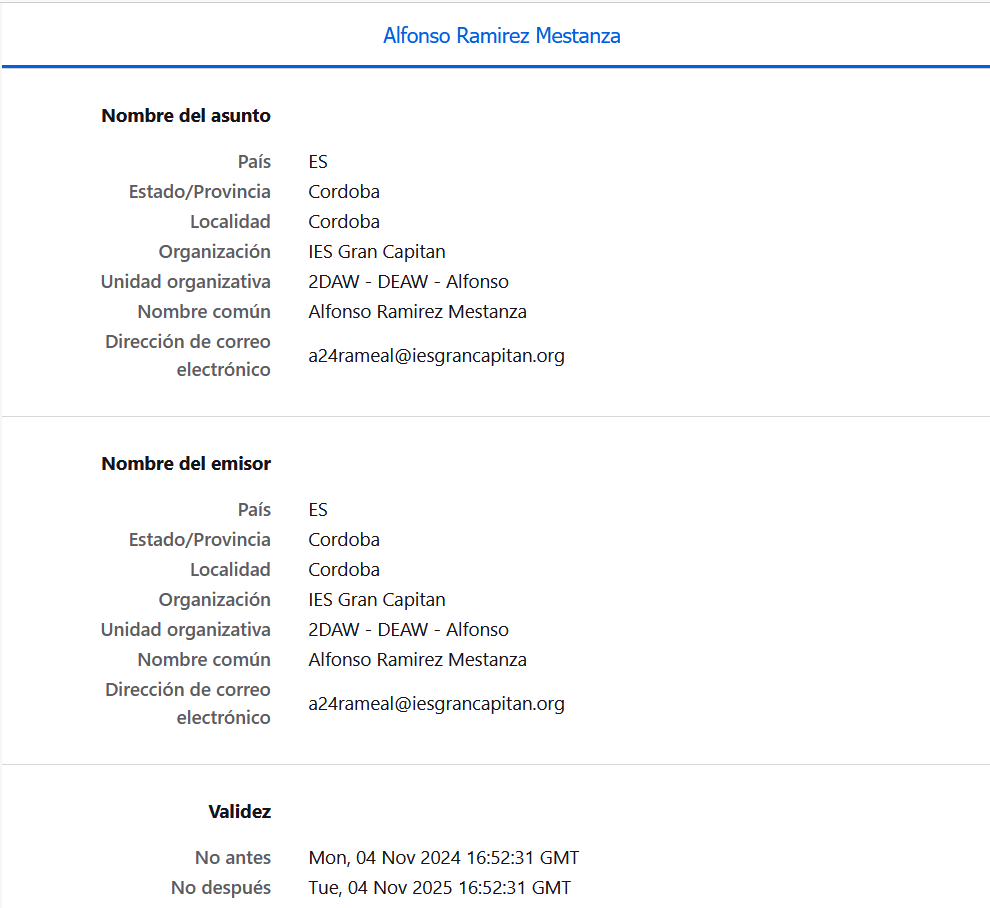 Alfonso Ramirez Mestanza
Nombre del asunto
País ES
Estado/Provincia Cordoba
Localidad Cordoba
Organización IES Gran Capitan
Unidad organizativa 2DAW - DEAW - Alfonso
Nombre común Alfonso Ramirez Mestanza
Dirección de correo
electrónico a24rameal@iesgrancapitan.org
Nombre del emisor
País ES
Estado/Provincia Cordoba
Localidad Cordoba
Organización IES Gran Capitan
Unidad organizativa 2DAW - DEAW - Alfonso
Nombre común Alfonso Ramirez Mestanza
Dirección de correo
electrónico a24rameal@iesgrancapitan.org
Validez
No antes Mon, 04 Nov 2024 16:52:31 GMT
No después Tue, 04 Nov 2025 16:52:31 GMT